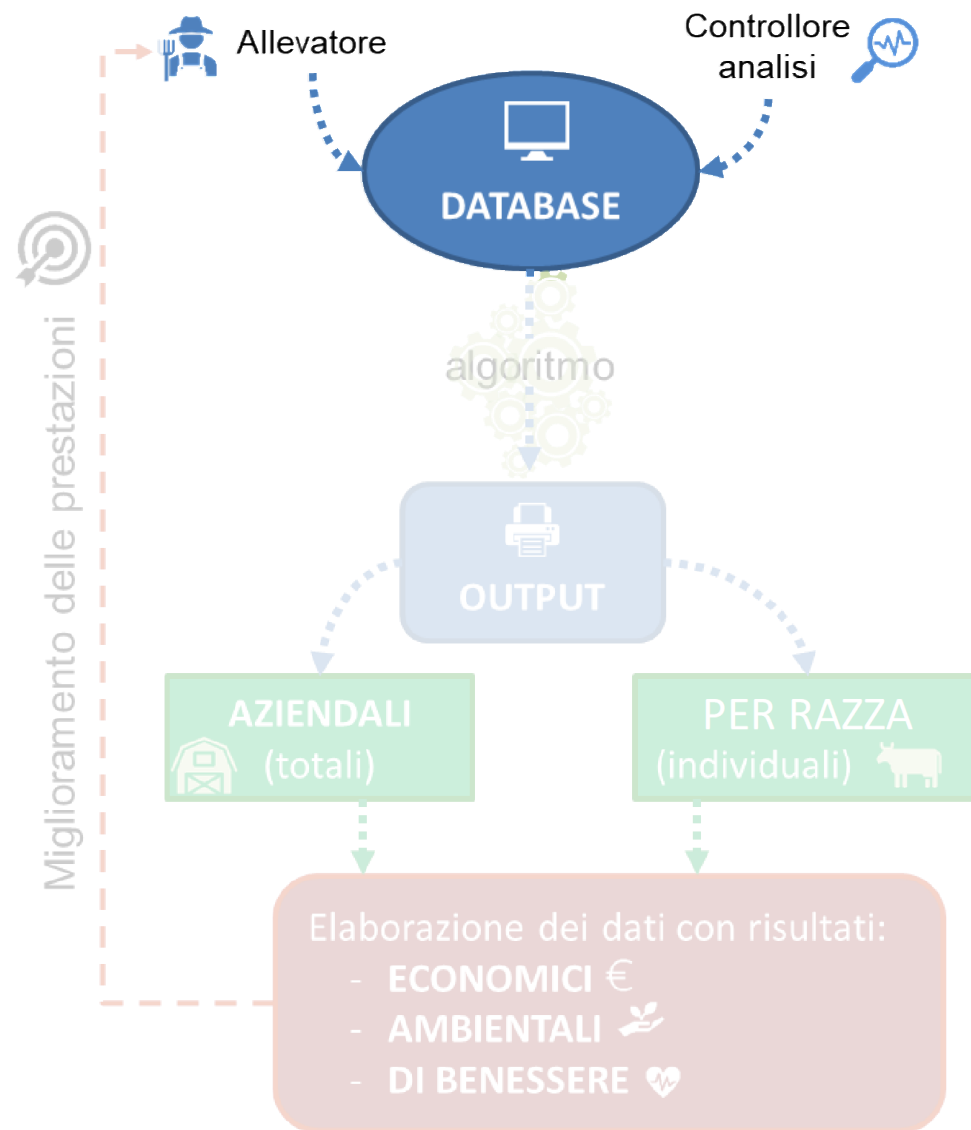 Allevatore
Controllore
analisi
DATABASE
algoritmo
OUTPUT
AZIENDALI
(totali)
PER RAZZA
(individuali)
Elaborazione dei dati con risultati:
- ECONOMICI €
- AMBIENTALI
- DI BENESSERE
Miglioramento delle prestazioni